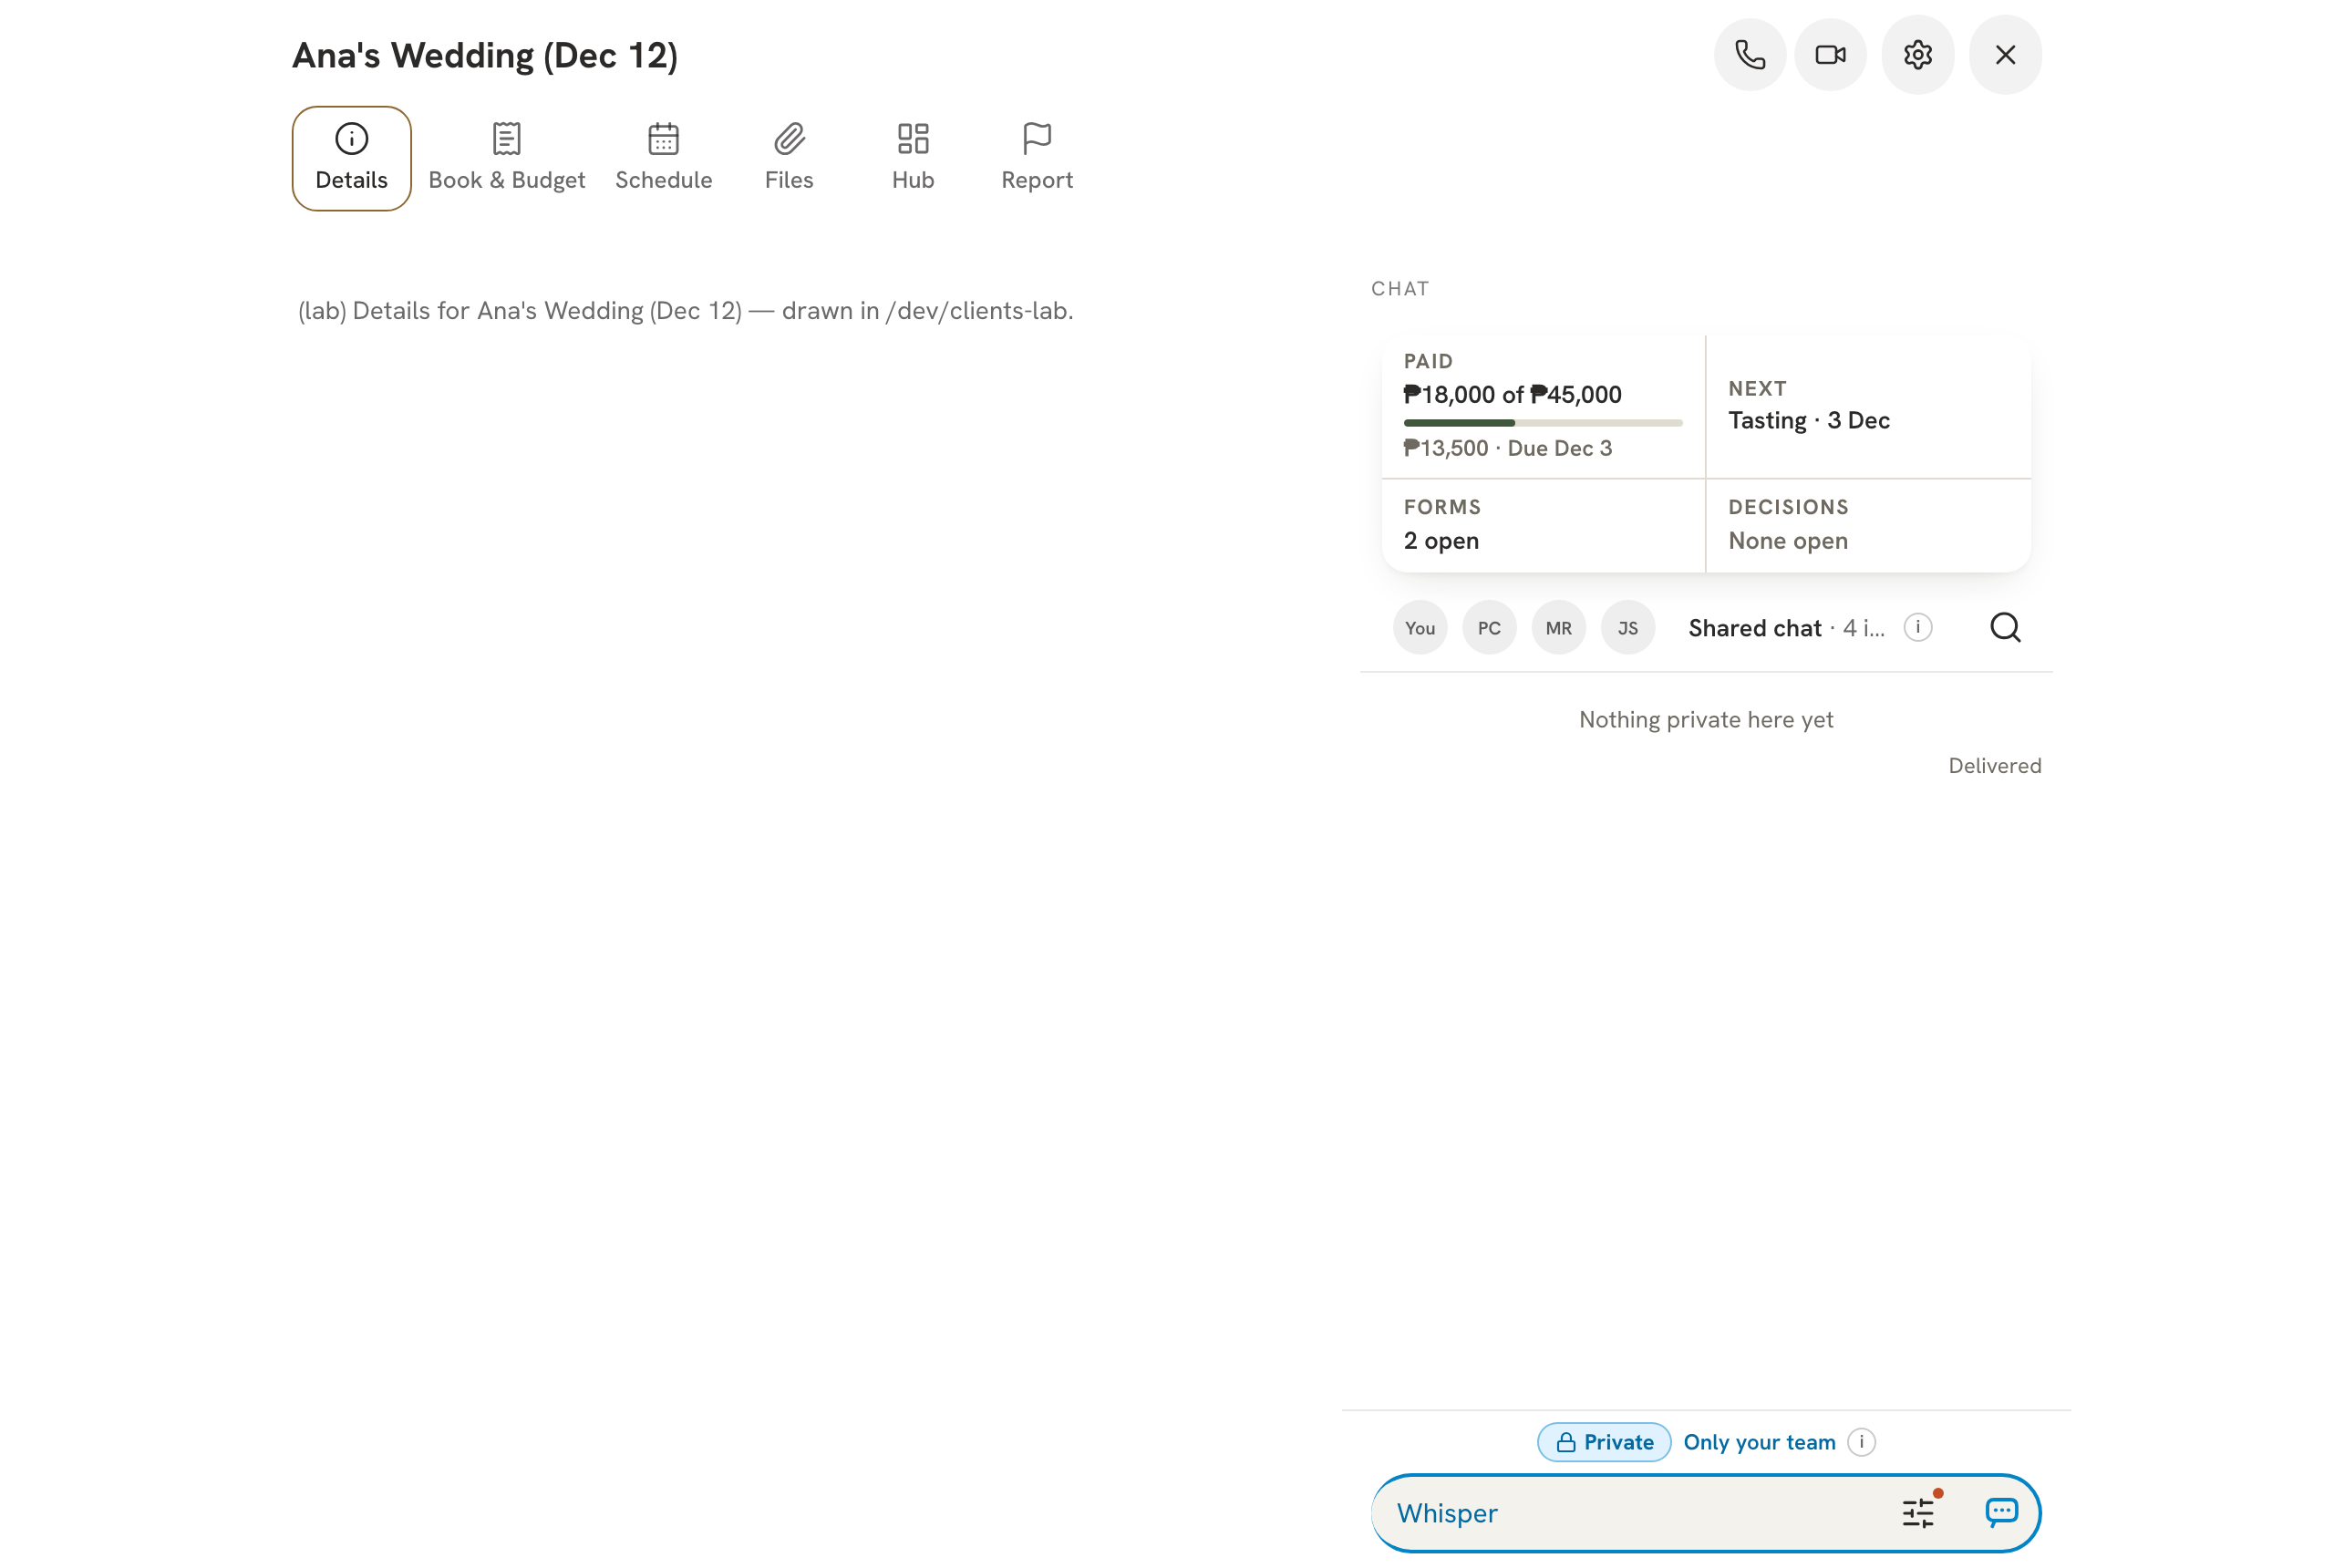 Ana's Wedding (Dec 12)
Details
Book & Budget
Schedule
Files
Hub
Report
(lab) Details for Ana's Wedding (Dec 12) — drawn in /dev/clients-lab.
CHAT
PAID
₱18,000 of ₱45,000
₱13,500 · Due Dec 3
NEXT
Tasting · 3 Dec
FORMS
2 open
DECISIONS
None open
You
PC
MR
JS
Shared chat · 4 i...
Nothing private here yet
Delivered
Private
Only your team
Whisper